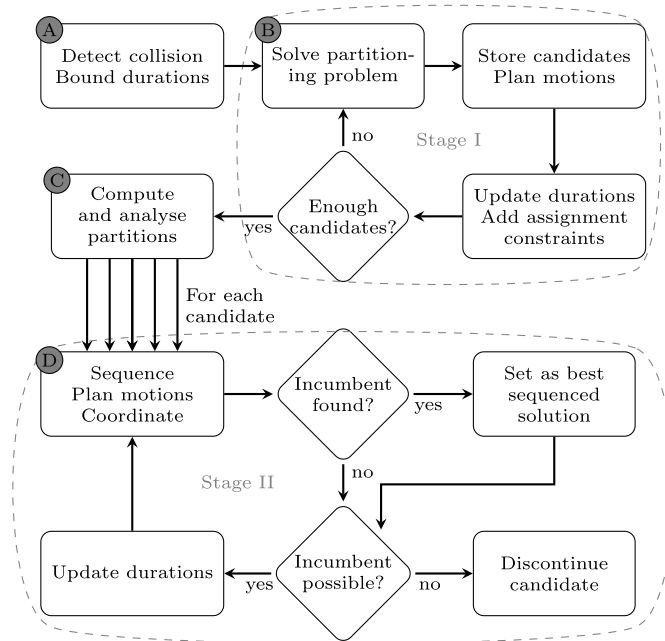 A
Detect collision
Bound durations
B
Solve partition-
ing problem
Store candidates
Plan motions
no
Stage I
C
Compute
and analyse
partitions
yes
Enough
candidates?
Update durations
Add assignment
constraints
For each
candidate
D
Sequence
Plan motions
Coordinate
Incumbent
found?
yes
Set as best
sequenced
solution
no
Stage II
Update durations
yes
Incumbent
possible?
no
Discontinue
candidate